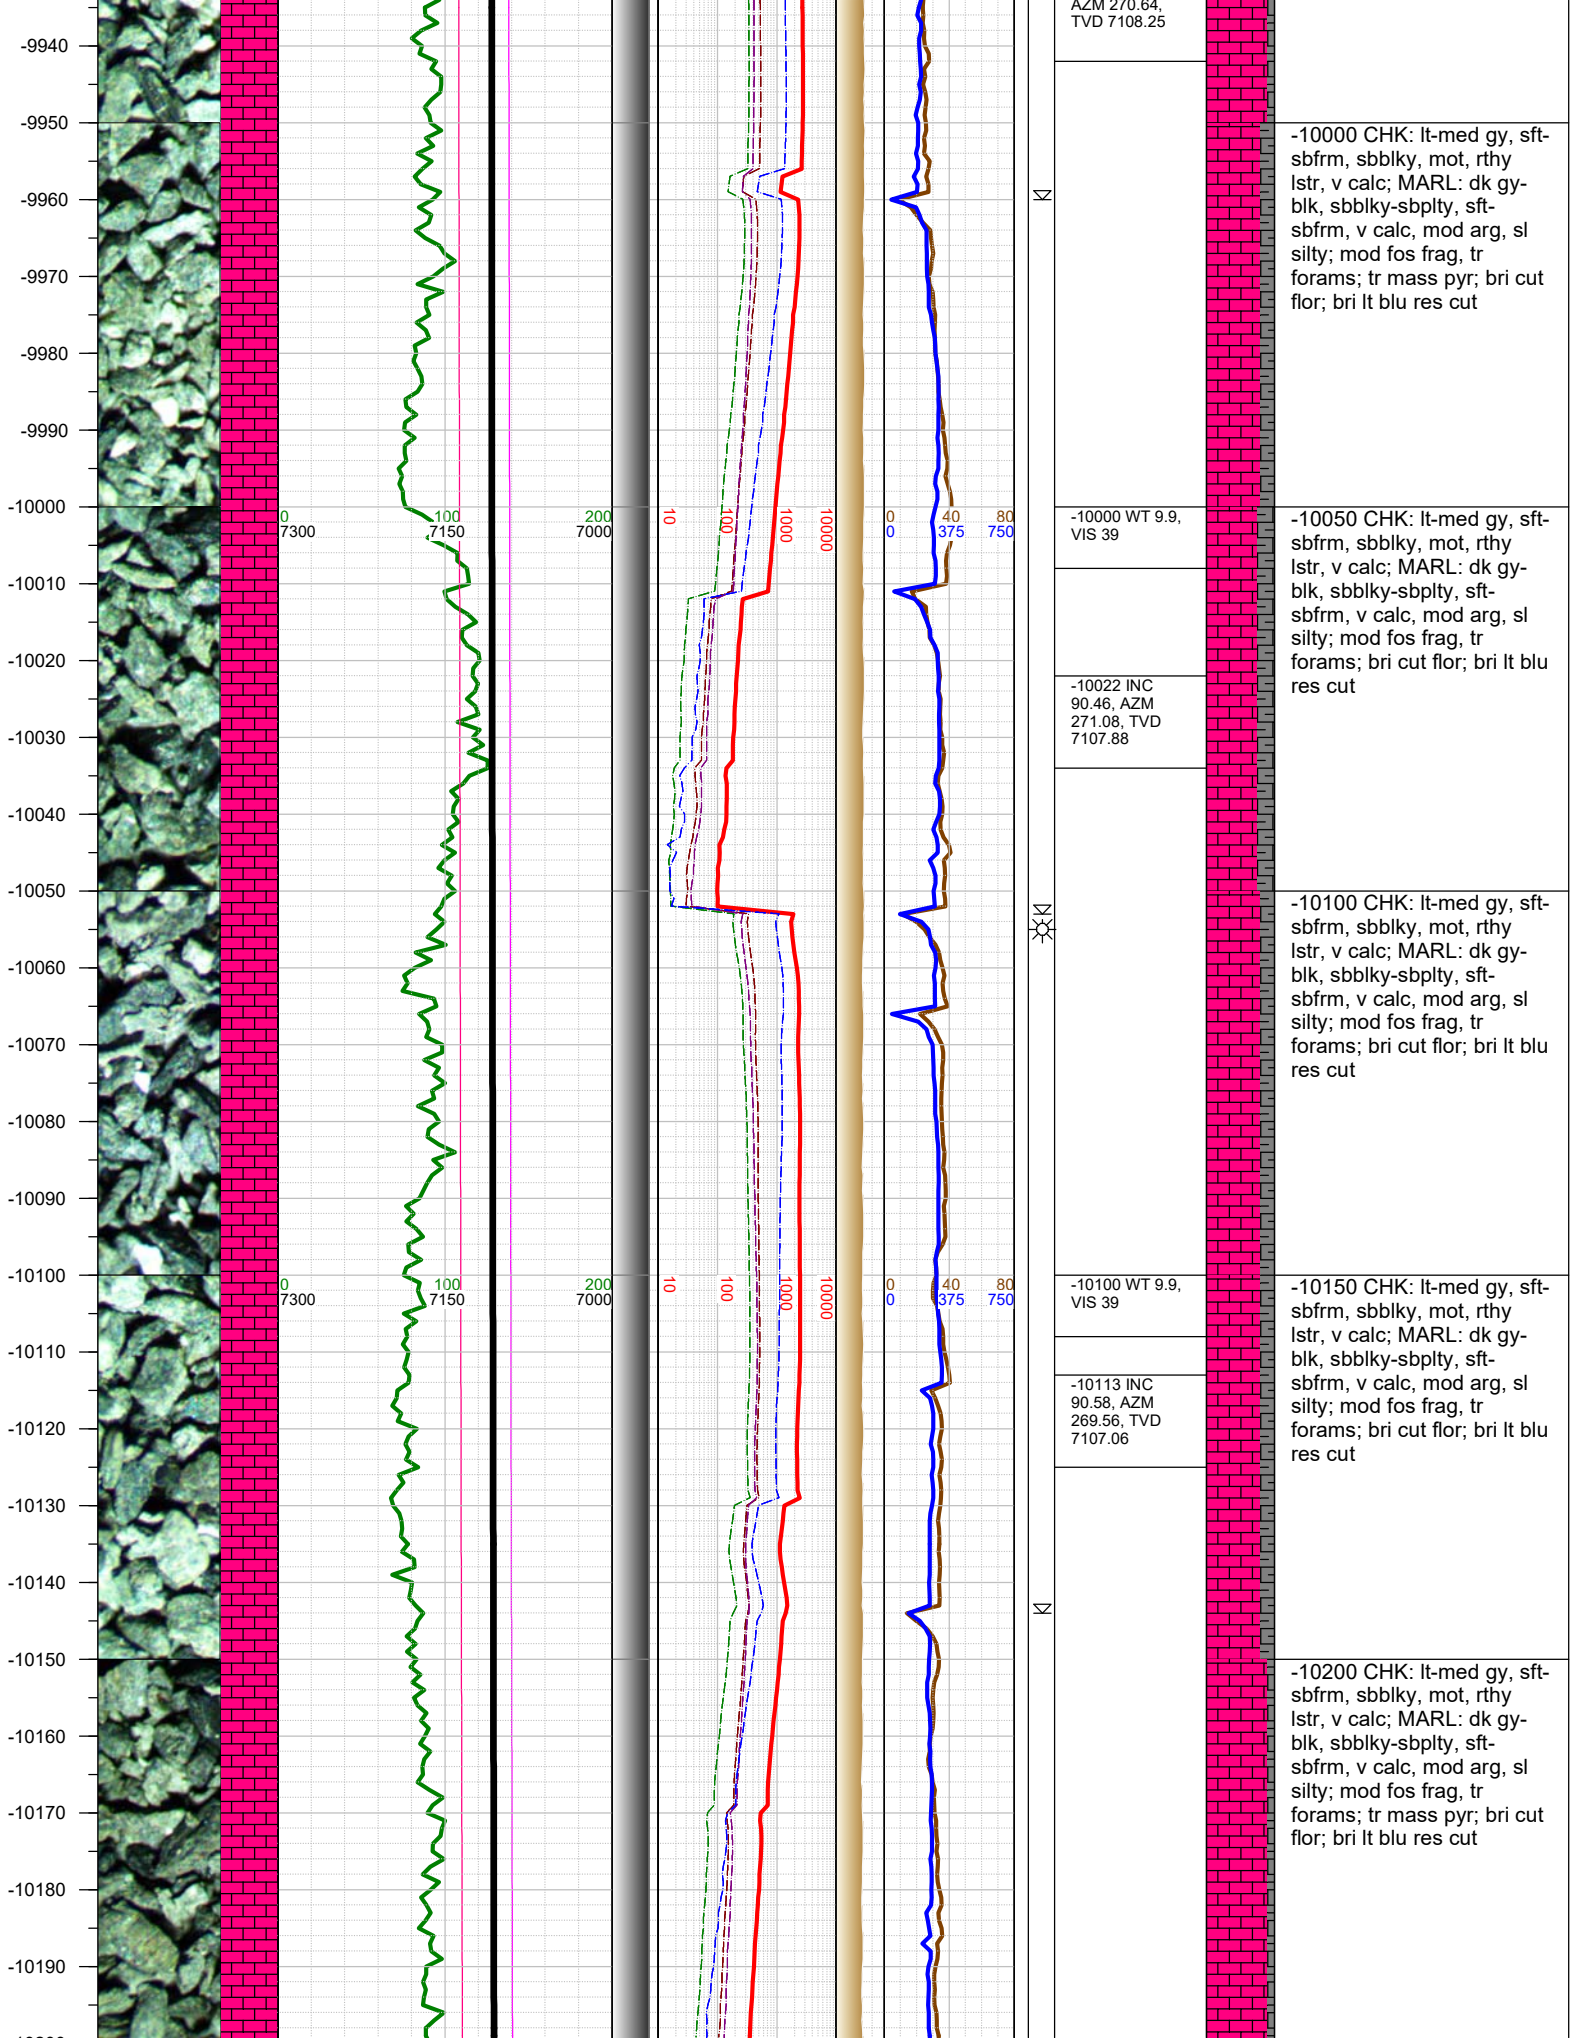 AZM 270.64,
TVD 7108.25
-9940
-9950
-10000 CHK: lt-med gy, sft-
sbfrm, sbblky, mot, rthy
lstr, v calc; MARL: dk gy-
blk, sbblky-sbplty, sft-
sbfrm, v calc, mod arg, sl
silty; mod fos frag, tr
forams; tr mass pyr; bri cut
flor; bri lt blu res cut
-9960
-9970
-9980
-9990
-10000
0 100 200
7300 7150 7000
10 100 1000 10000
0 40 80
0 375 750
-10000 WT 9.9,
VIS 39
-10050 CHK: lt-med gy, sft-
sbfrm, sbblky, mot, rthy
lstr, v calc; MARL: dk gy-
blk, sbblky-sbplty, sft-
sbfrm, v calc, mod arg, sl
silty; mod fos frag, tr
forams; bri cut flor; bri lt blu
res cut
-10010
-10020
-10022 INC
90.46, AZM
271.08, TVD
7107.88
-10030
-10040
-10050
-10100 CHK: lt-med gy, sft-
sbfrm, sbblky, mot, rthy
lstr, v calc; MARL: dk gy-
blk, sbblky-sbplty, sft-
sbfrm, v calc, mod arg, sl
silty; mod fos frag, tr
forams; bri cut flor; bri lt blu
res cut
-10060
-10070
-10080
-10090
-10100
0 100 200
7300 7150 7000
10 100 1000 10000
0 40 80
0 375 750
-10100 WT 9.9,
VIS 39
-10150 CHK: lt-med gy, sft-
sbfrm, sbblky, mot, rthy
lstr, v calc; MARL: dk gy-
blk, sbblky-sbplty, sft-
sbfrm, v calc, mod arg, sl
silty; mod fos frag, tr
forams; bri cut flor; bri lt blu
res cut
-10110
-10113 INC
90.58, AZM
269.56, TVD
7107.06
-10120
-10130
-10140
-10150
-10200 CHK: lt-med gy, sft-
sbfrm, sbblky, mot, rthy
lstr, v calc; MARL: dk gy-
blk, sbblky-sbplty, sft-
sbfrm, v calc, mod arg, sl
silty; mod fos frag, tr
forams; tr mass pyr; bri cut
flor; bri lt blu res cut
-10160
-10170
-10180
-10190